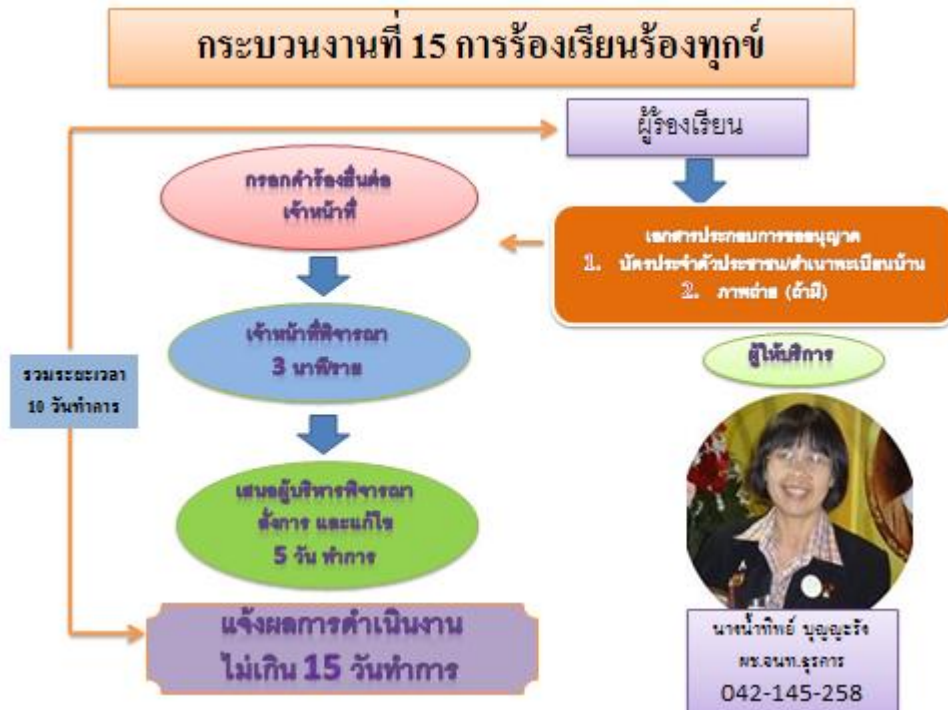 กระบวนงานที่ 15 การร้องเรียนร้องทุกข์
ผู้ร้องเรียน
กรอกคำร้องยื่นต่อ
เจ้าหน้าที่
เอกสารประกอบการขออนุญาต
1. บัตรประจำตัวประชาชน/สำเนาทะเบียนบ้าน
2. ภาพถ่าย (ถ้ามี)
เจ้าหน้าที่พิจารณา
3 นาที/ราย
ผู้ให้บริการ
รวมระยะเวลา
10 วันทำการ
เสนอผู้บริหารพิจารณา
สั่งการ และแก้ไข
5 วัน ทำการ
แจ้งผลการดำเนินงาน
ไม่เกิน 15 วันทำการ
นางน้ำทิพย์ บุญญะรัง
ผช.จนท.ธุรการ
042-145-258